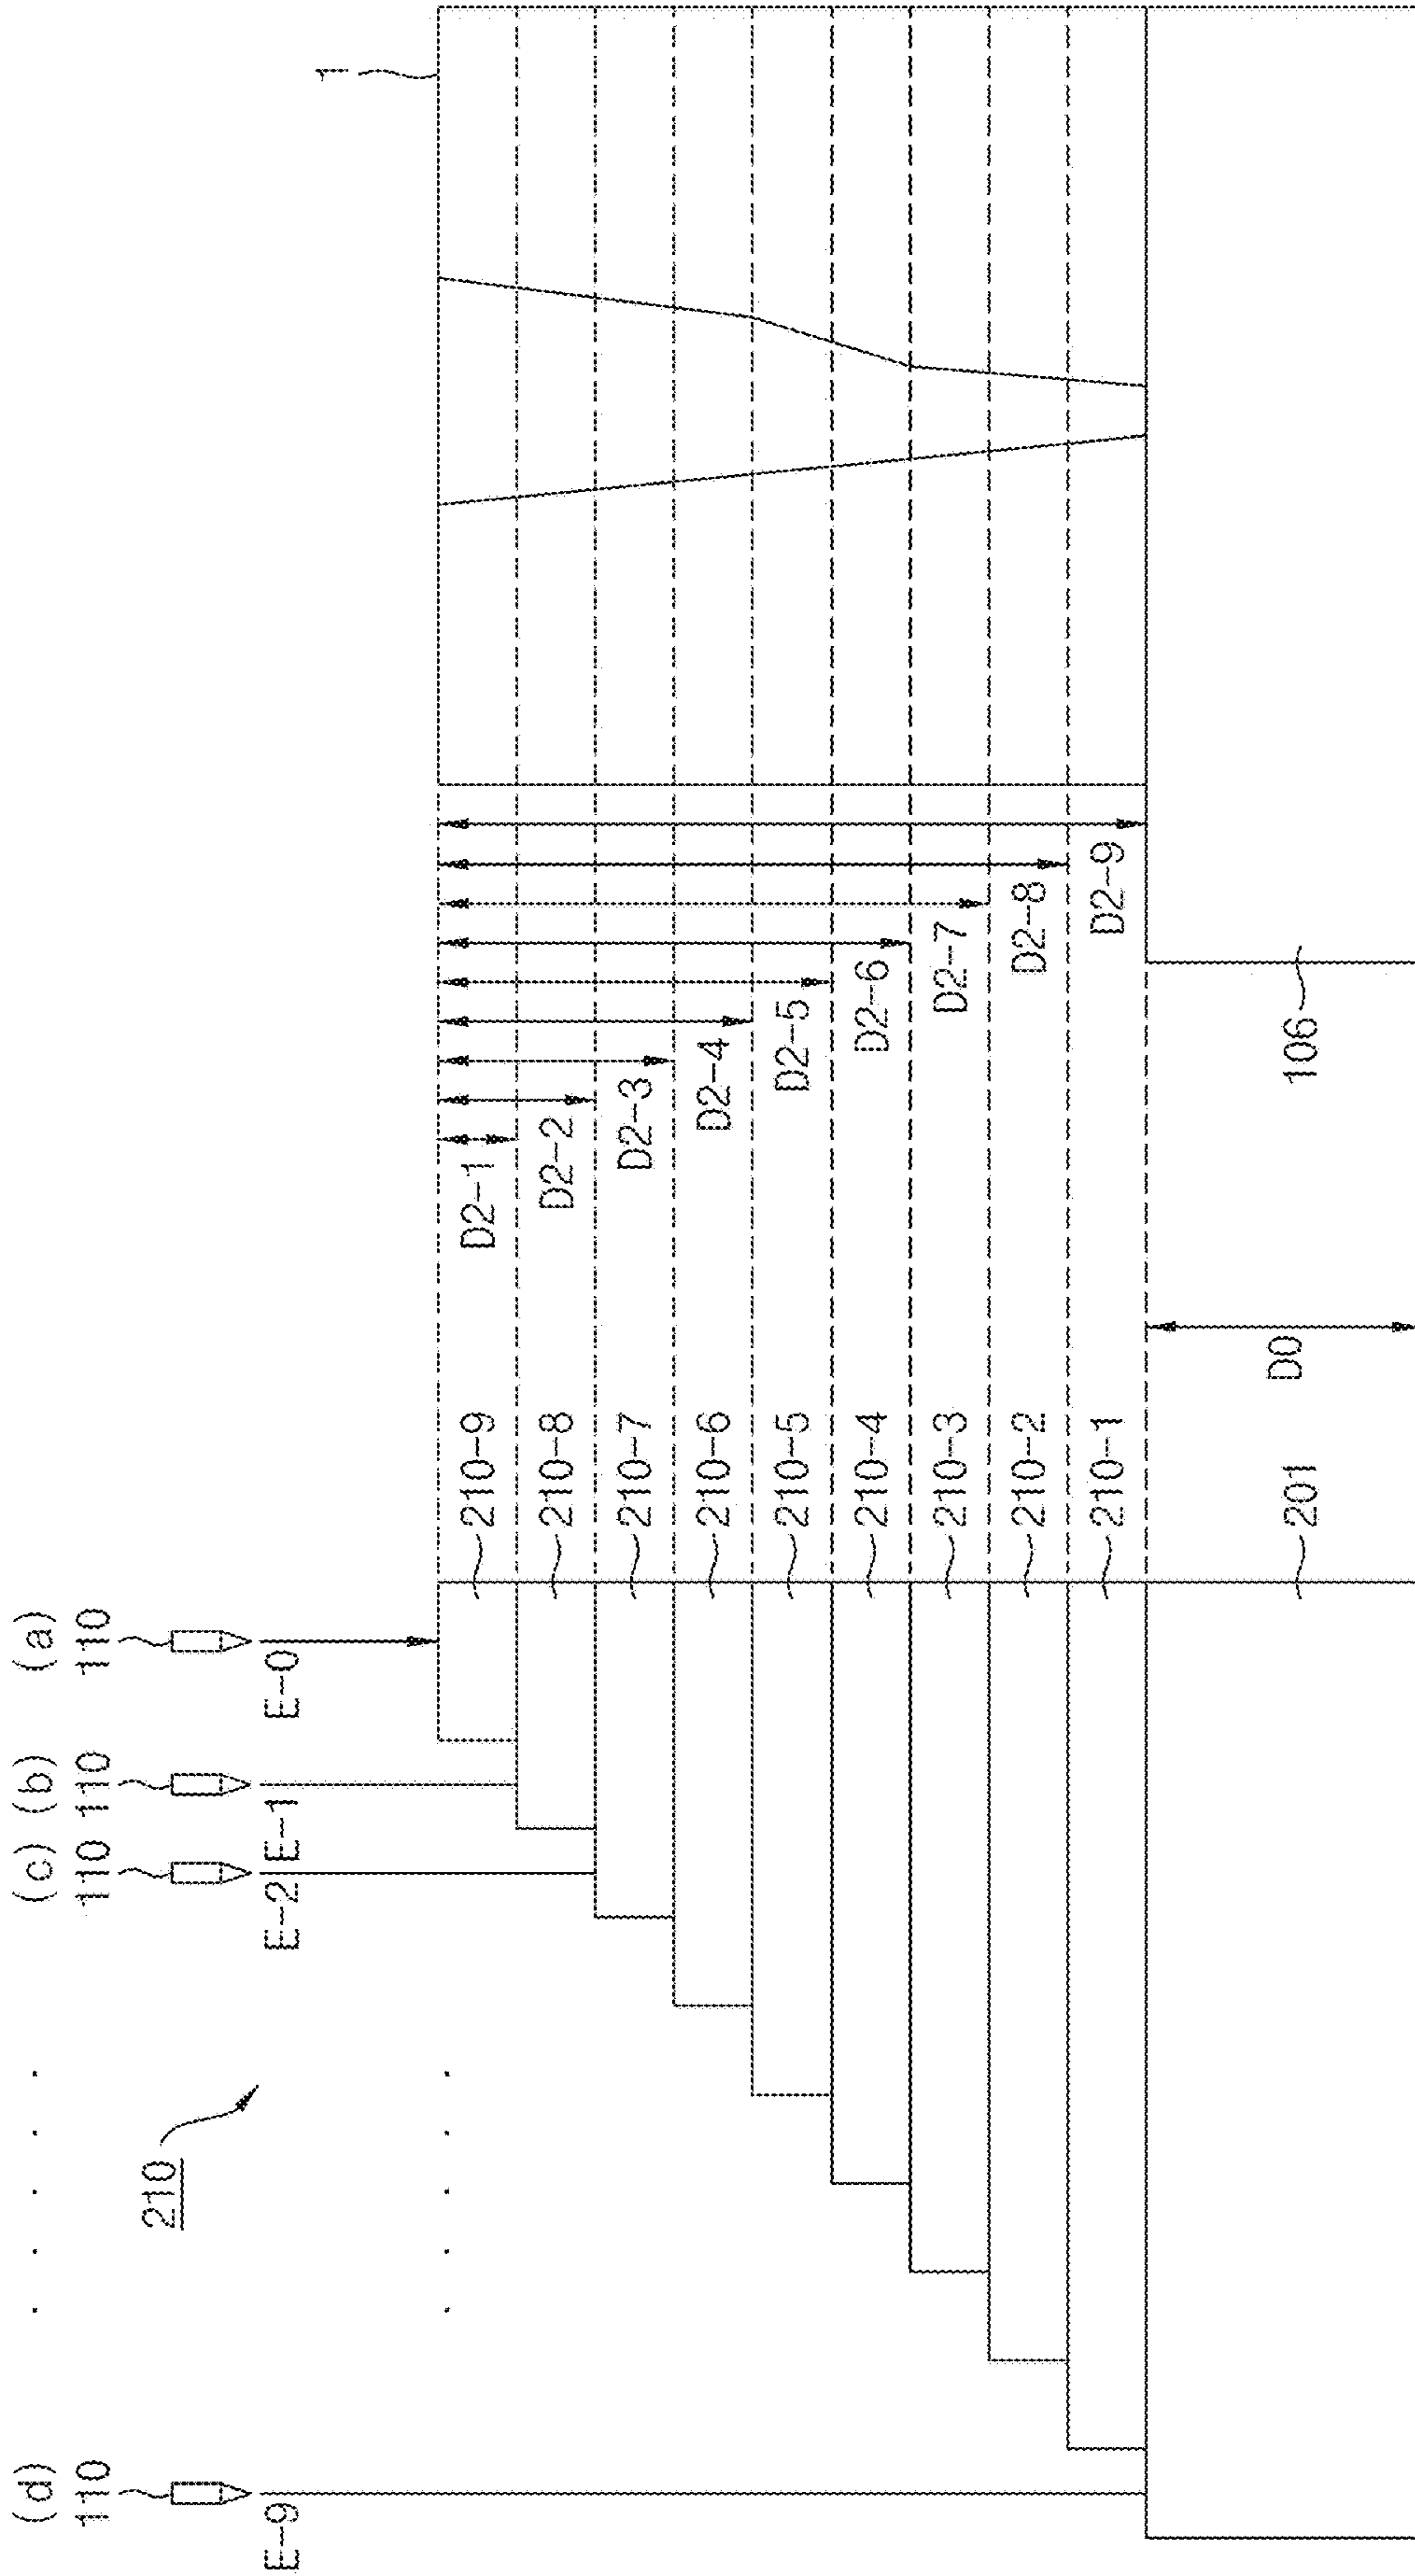 (a)
110
E-0
(b)
110
E-1
(c)
110
E-2
(d)
110
E-9
210
1
210-9
210-8
210-7
210-6
210-5
210-4
210-3
210-2
210-1
201
D2-1
D2-2
D2-3
D2-4
D2-5
D2-6
D2-7
D2-8
D2-9
D0
106